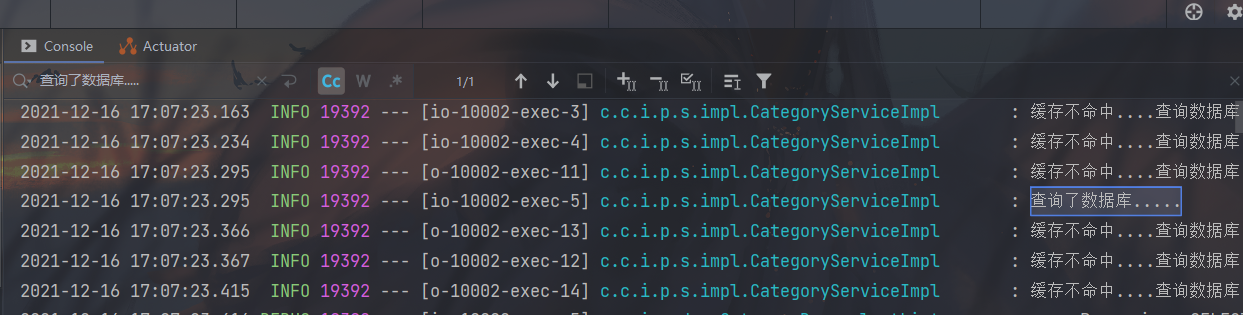 Console Actuator
查询了数据库..... Cc W .* 1/1
2021-12-16 17:07:23.163 INFO 19392 --- [io-10002-exec-3] c.c.i.p.s.impl.CategoryServiceImpl : 缓存不命中....查询数据库
2021-12-16 17:07:23.234 INFO 19392 --- [io-10002-exec-4] c.c.i.p.s.impl.CategoryServiceImpl : 缓存不命中....查询数据库
2021-12-16 17:07:23.295 INFO 19392 --- [o-10002-exec-11] c.c.i.p.s.impl.CategoryServiceImpl : 缓存不命中....查询数据库
2021-12-16 17:07:23.295 INFO 19392 --- [io-10002-exec-5] c.c.i.p.s.impl.CategoryServiceImpl : 查询了数据库.....
2021-12-16 17:07:23.366 INFO 19392 --- [o-10002-exec-13] c.c.i.p.s.impl.CategoryServiceImpl : 缓存不命中....查询数据库
2021-12-16 17:07:23.367 INFO 19392 --- [o-10002-exec-12] c.c.i.p.s.impl.CategoryServiceImpl : 缓存不命中....查询数据库
2021-12-16 17:07:23.415 INFO 19392 --- [o-10002-exec-14] c.c.i.p.s.impl.CategoryServiceImpl : 缓存不命中....查询数据库